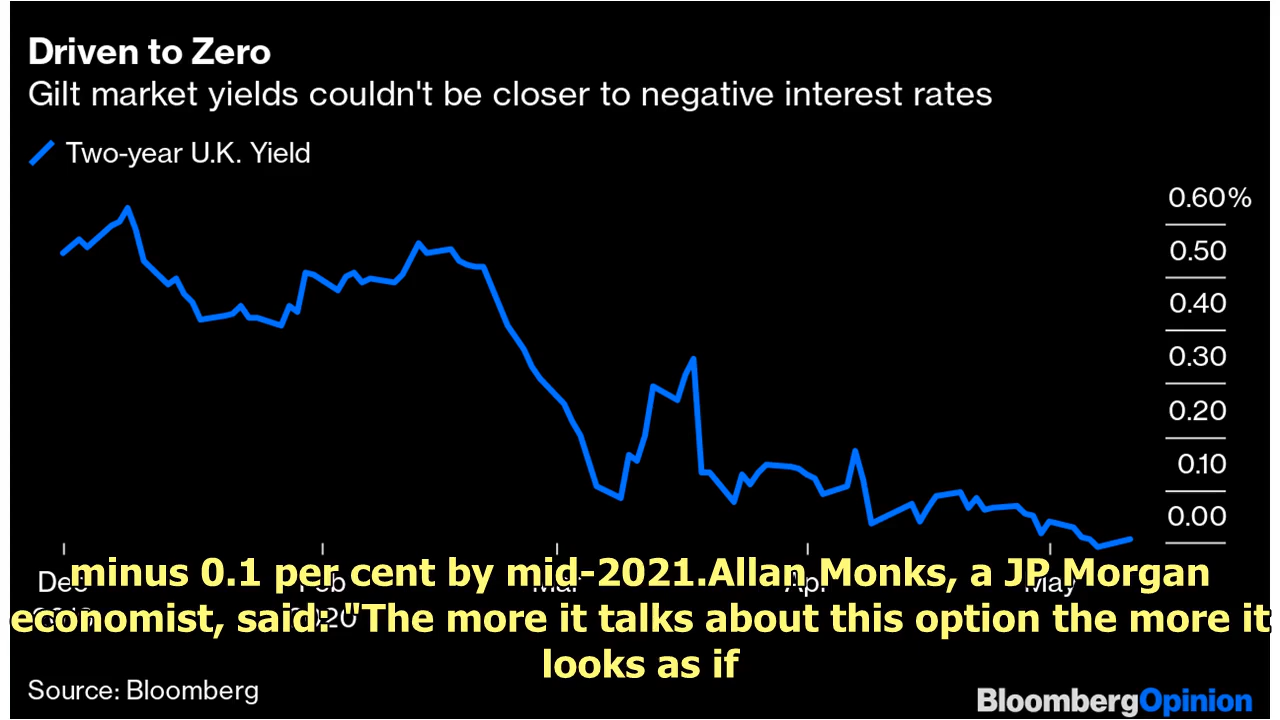 Driven to Zero
Gilt market yields couldn't be closer to negative interest rates
Two-year U.K. Yield
0.60%
0.50
0.40
0.30
0.20
0.10
0.00
minus 0.1 per cent by mid-2021.Allan Monks, a JP Morgan
economist, said: "The more it talks about this option the more it
looks as if
Source: Bloomberg
BloombergOpinion